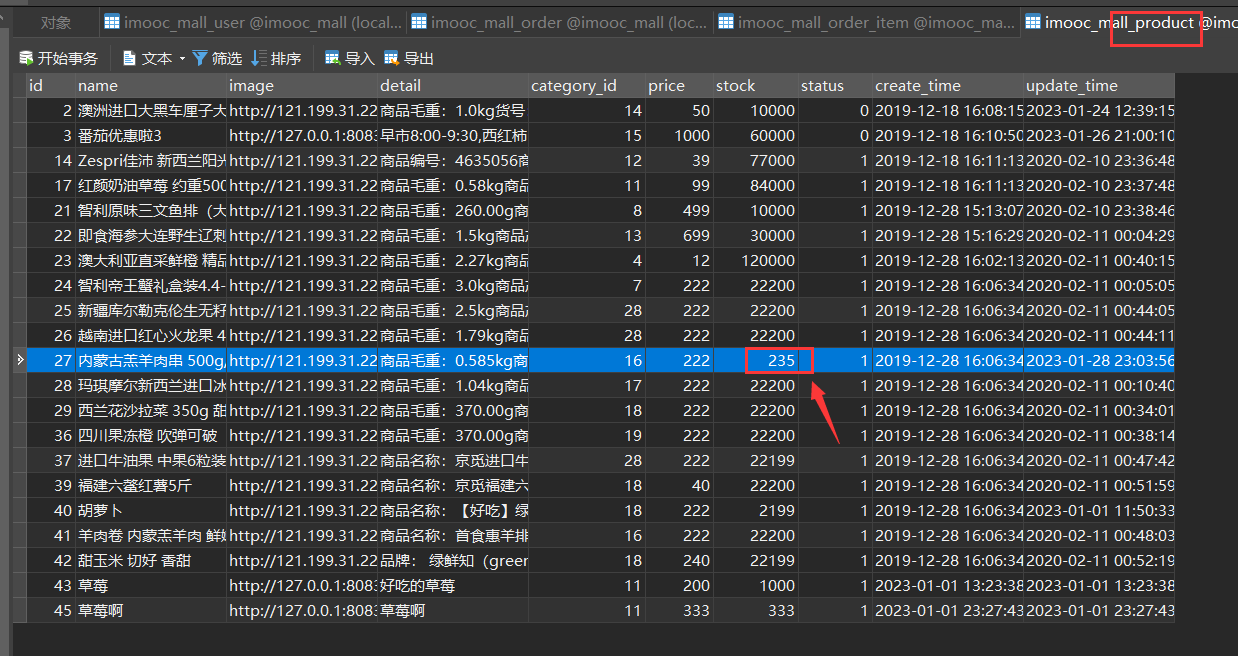 对象 imooc_mall_user @imooc_mall (local... imooc_mall_order @imooc_mall (loc... imooc_mall_order_item @imooc_ma... imooc_mall_product @imo
开始事务 文本 筛选 排序 导入 导出
id name image detail category_id price stock status create_time update_time
2 澳洲进口大黑车厘子大 http://121.199.31.22 商品毛重：1.0kg货号 14 50 10000 0 2019-12-18 16:08:15 2023-01-24 12:39:15
3 番茄优惠啦3 http://127.0.0.1:8083 早市8:00-9:30,西红柿 15 1000 60000 0 2019-12-18 16:10:50 2023-01-26 21:00:10
14 Zespri佳沛 新西兰阳光 http://121.199.31.22 商品编号：4635056商 12 39 77000 1 2019-12-18 16:11:13 2020-02-10 23:36:48
17 红颜奶油草莓 约重500 http://121.199.31.22 商品毛重：0.58kg商品 11 99 84000 1 2019-12-18 16:11:13 2020-02-10 23:37:48
21 智利原味三文鱼排（大 http://121.199.31.22 商品毛重：260.00g商 8 499 10000 1 2019-12-28 15:13:07 2020-02-10 23:38:46
22 即食海参大连野生辽刺 http://121.199.31.22 商品毛重：1.5kg商品 13 699 30000 1 2019-12-28 15:16:29 2020-02-11 00:04:29
23 澳大利亚直采鲜橙 精品 http://121.199.31.22 商品毛重：2.27kg商品 4 12 120000 1 2019-12-28 16:02:13 2020-02-11 00:40:15
24 智利帝王蟹礼盒装4.4- http://121.199.31.22 商品毛重：3.0kg商品 7 222 22200 1 2019-12-28 16:06:34 2020-02-11 00:05:05
25 新疆库尔勒克伦生无籽 http://121.199.31.22 商品毛重：2.5kg商品 28 222 22200 1 2019-12-28 16:06:34 2020-02-11 00:44:05
26 越南进口红心火龙果 4 http://121.199.31.22 商品毛重：1.79kg商品 28 222 22200 1 2019-12-28 16:06:34 2020-02-11 00:44:11
27 内蒙古羔羊肉串 500g/ http://121.199.31.22 商品毛重：0.585kg商 16 222 235 1 2019-12-28 16:06:34 2023-01-28 23:03:56
28 玛琪摩尔新西兰进口冰 http://121.199.31.22 商品毛重：1.04kg商品 17 222 22200 1 2019-12-28 16:06:34 2020-02-11 00:10:40
29 西兰花沙拉菜 350g 甜 http://121.199.31.22 商品毛重：370.00g商 18 222 22200 1 2019-12-28 16:06:34 2020-02-11 00:34:01
36 四川果冻橙 吹弹可破 http://121.199.31.22 商品毛重：370.00g商 19 222 22200 1 2019-12-28 16:06:34 2020-02-11 00:38:14
37 进口牛油果 中果6粒装 http://121.199.31.22 商品名称：京觅进口牛 28 222 22199 1 2019-12-28 16:06:34 2020-02-11 00:47:42
39 福建六鳌红薯5斤 http://121.199.31.22 商品名称：京觅福建六 18 40 22200 1 2019-12-28 16:06:34 2020-02-11 00:51:59
40 胡萝卜 http://121.199.31.22 商品名称：【好吃】绿 18 222 2199 1 2019-12-28 16:06:34 2023-01-01 11:50:33
41 羊肉卷 内蒙羔羊肉 鲜 http://121.199.31.22 商品名称：首食惠羊排 16 222 22200 1 2019-12-28 16:06:34 2020-02-11 00:48:03
42 甜玉米 切好 香甜 http://121.199.31.22 品牌： 绿鲜知（green 18 240 22199 1 2019-12-28 16:06:34 2020-02-11 00:52:19
43 草莓 http://127.0.0.1:8083 好吃的草莓 11 200 1000 1 2023-01-01 13:23:38 2023-01-01 13:23:38
45 草莓啊 http://127.0.0.1:8083 草莓啊 11 333 333 1 2023-01-01 23:27:43 2023-01-01 23:27:43